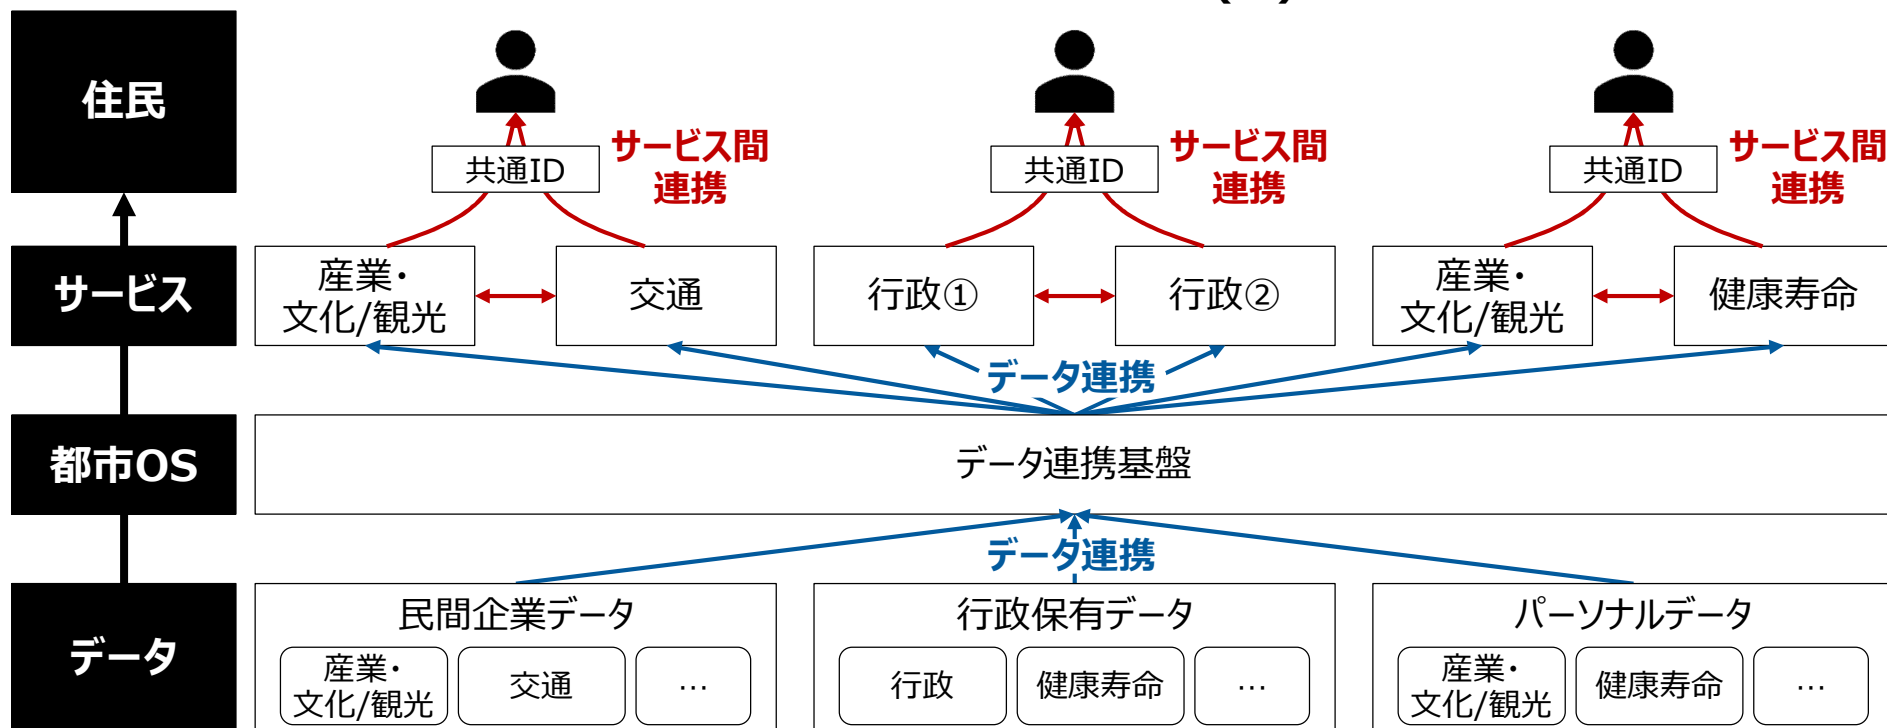 住民
共通ID
サービス間
連携
共通ID
サービス間
連携
共通ID
サービス間
連携
サービス
産業・
文化/観光
交通
行政①
行政②
産業・
文化/観光
健康寿命
データ連携
都市OS
データ連携基盤
データ連携
データ
民間企業データ
産業・
文化/観光
交通
…
行政保有データ
行政
健康寿命
…
パーソナルデータ
産業・
文化/観光
健康寿命
…